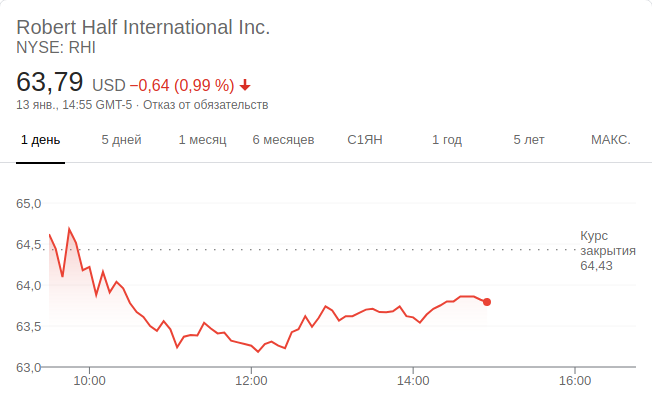 Robert Half International Inc.
NYSE: RHI
63,79 USD −0,64 (0,99 %)
13 янв., 14:55 GMT-5 · Отказ от обязательств
1 день 5 дней 1 месяц 6 месяцев С1ЯН 1 год 5 лет МАКС.
65,0
64,5
64,0
63,5
63,0
Курс
закрытия
64,43
10:00 12:00 14:00 16:00